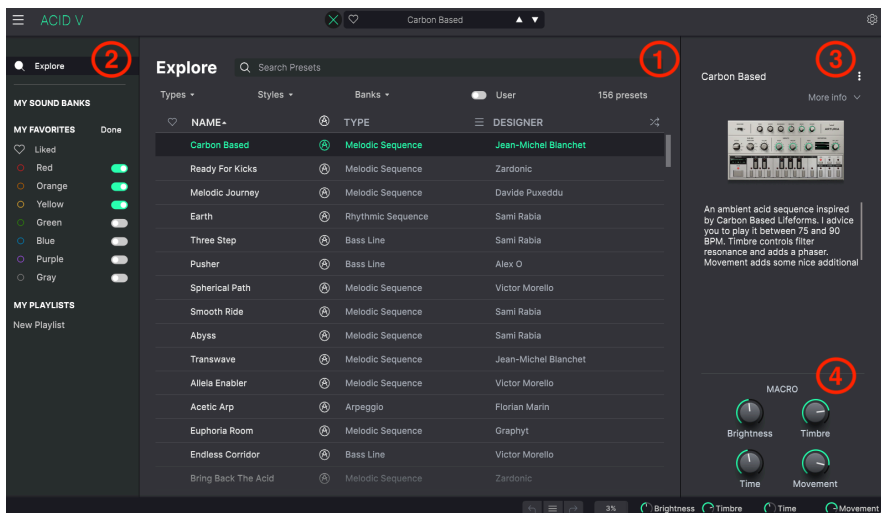 ACID V
Carbon Based
Explore
2
MY SOUND BANKS
MY FAVORITES Done
Liked
Red
Orange
Yellow
Green
Blue
Purple
Gray
MY PLAYLISTS
New Playlist
Explore
Search Presets
1
Types Styles Banks User 156 presets
NAME TYPE DESIGNER
Carbon Based Melodic Sequence Jean-Michel Blanchet
Ready For Kicks Melodic Sequence Zardonic
Melodic Journey Melodic Sequence Davide Puxeddu
Earth Rhythmic Sequence Sami Rabia
Three Step Bass Line Sami Rabia
Pusher Bass Line Alex O
Spherical Path Melodic Sequence Victor Morello
Smooth Ride Melodic Sequence Sami Rabia
Abyss Melodic Sequence Sami Rabia
Transwave Melodic Sequence Jean-Michel Blanchet
Allela Enabler Melodic Sequence Victor Morello
Acetic Arp Arpeggio Florian Marin
Euphoria Room Melodic Sequence Graphyt
Endless Corridor Bass Line Victor Morello
Bring Back The Acid Melodic Sequence Zardonic
3
Carbon Based
More info
An ambient acid sequence inspired
by Carbon Based Lifeforms. I advice
you to play it between 75 and 90
BPM. Timbre controls filter
resonance and adds a phaser.
Movement adds some nice additional
4
MACRO
Brightness Timbre
Time Movement
3% Brightness Timbre Time Movement